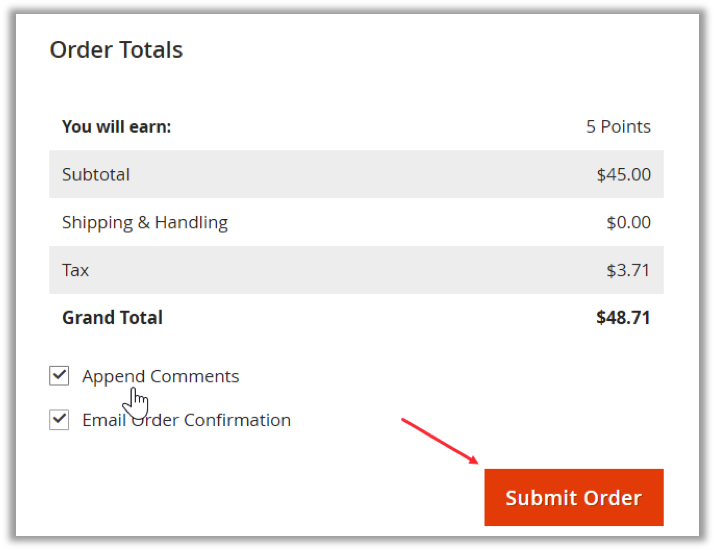 Order Totals
You will earn: 5 Points
Subtotal $45.00
Shipping & Handling $0.00
Tax $3.71
Grand Total $48.71
Append Comments
Email Order Confirmation
Submit Order